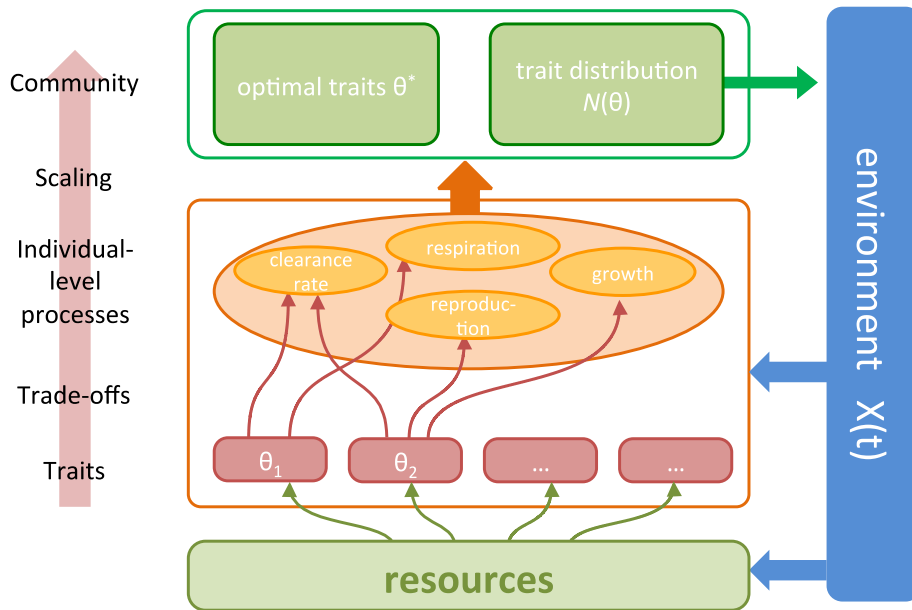 Community
Scaling
Individual-
level
processes
Trade-offs
Traits
optimal traits θ*
trait distribution
N(θ)
clearance
rate
respiration
reproduc-
tion
growth
θ1
θ2
...
...
resources
environment X(t)